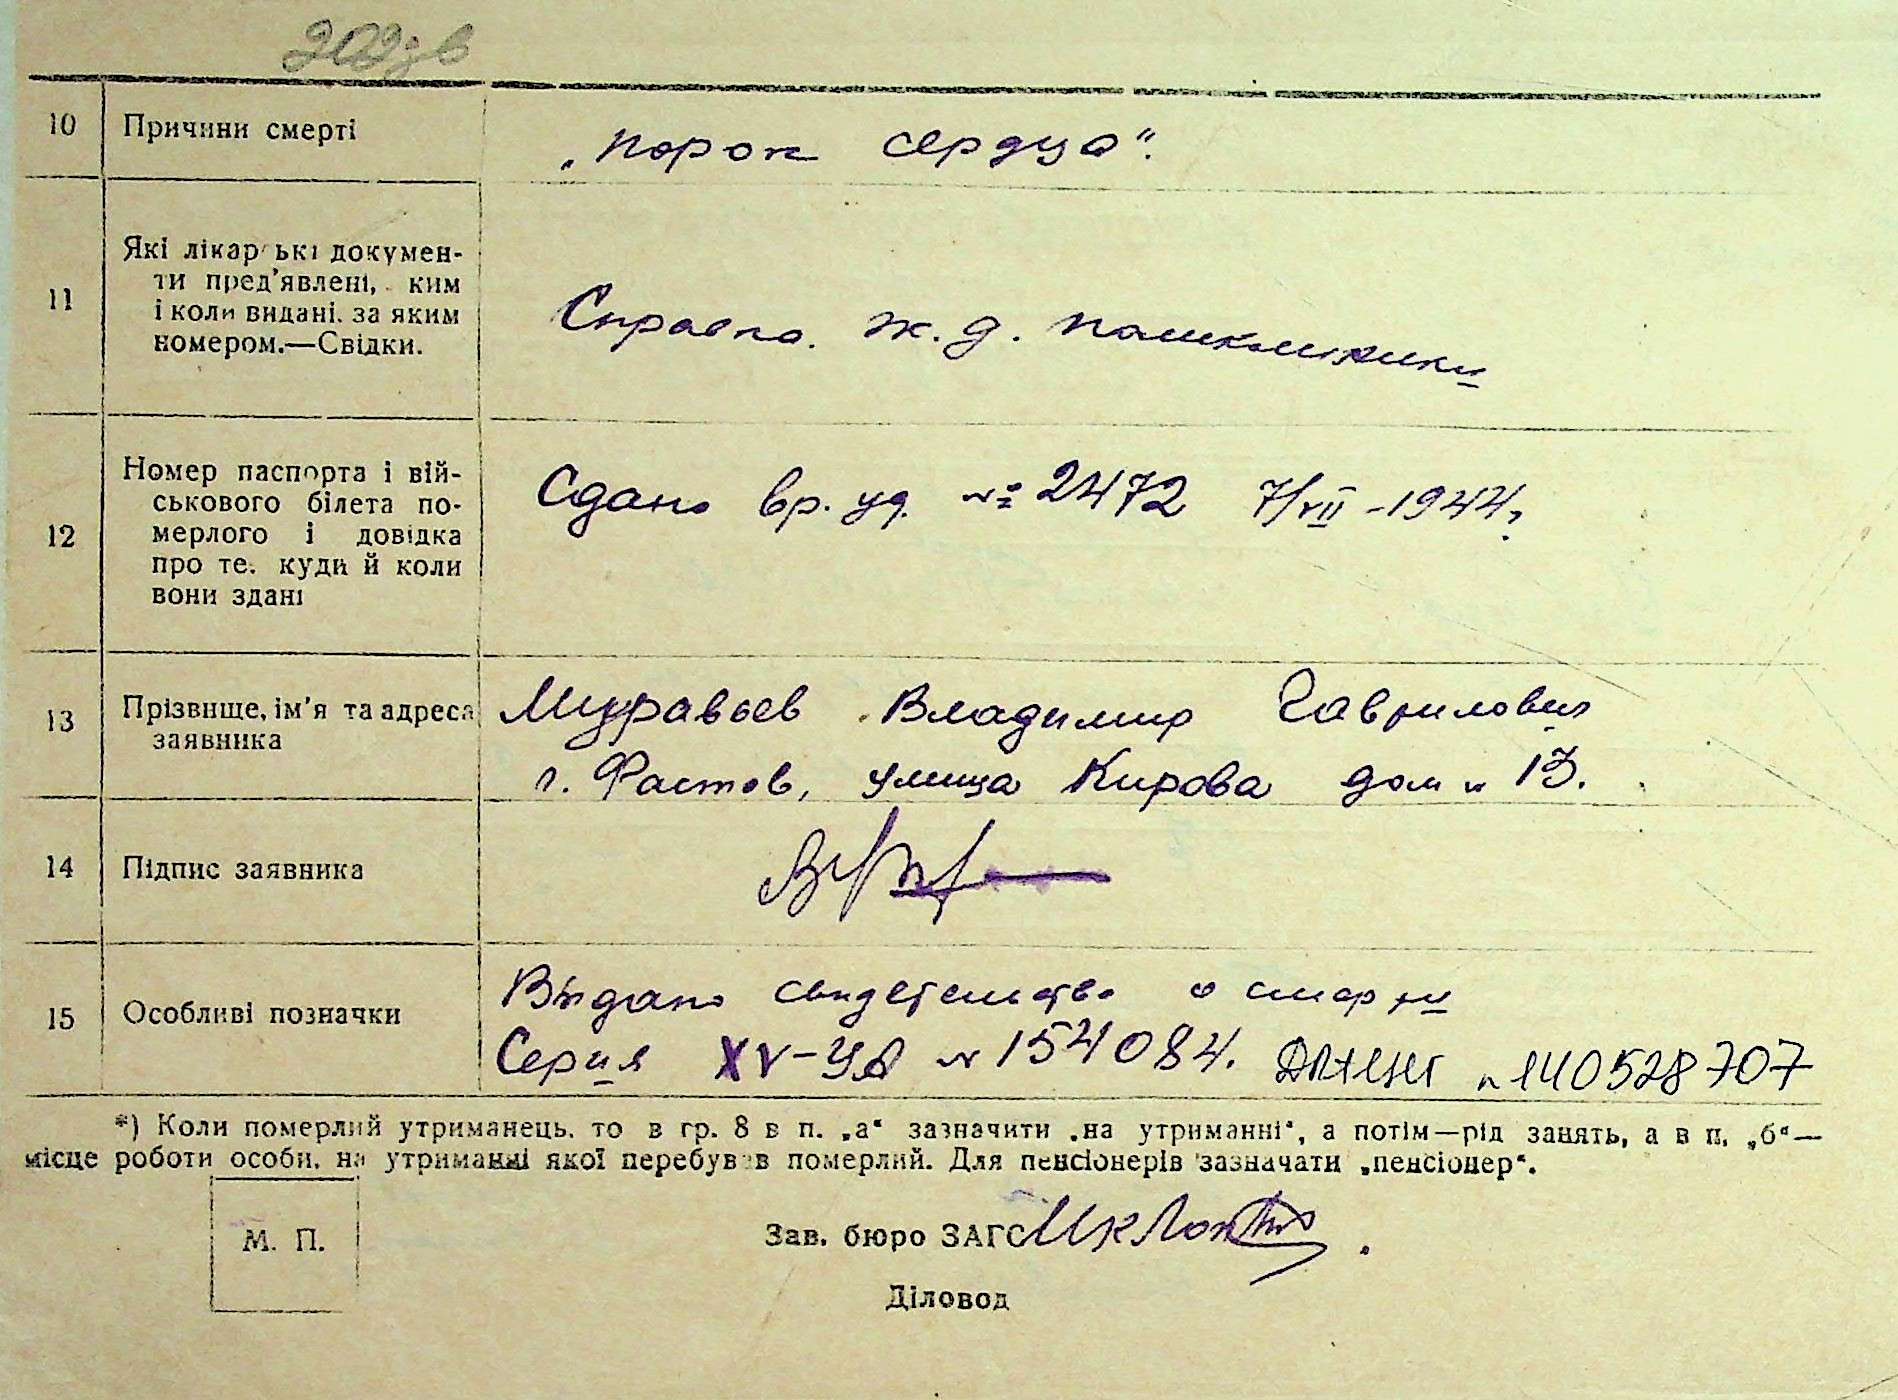 202зв
10 Причини смерті „порок сердца“.
11 Які лікарські докумен-
ти пред’явлені, ким
і коли видані, за яким
номером.—Свідки.
Справка. ж.д. поликлиники
12 Номер паспорта і вій-
ськового білета по-
мерлого і довідка
про те, куди й коли
вони здані
Сдано вр. уд. № 2472 7/VII-1944г.
13 Прізвище, ім’я та адреса
заявника
Муравьев Владимир Гаврилович
г. Фастов, улица Кирова дом № 13.
14 Підпис заявника
15 Особливі позначки
Выдано свидетельство о смерти
Серия XV-УА № 154084. № 140528707
*) Коли померлий утриманець, то в гр. 8 в п. „а“ зазначити „на утриманні“, а потім—рід занять, а в п. „б“—
місце роботи особи, на утриманні якої перебував померлий. Для пенсіонерів зазначати „пенсіонер“.
М. П.
Зав. бюро ЗАГС
Діловод